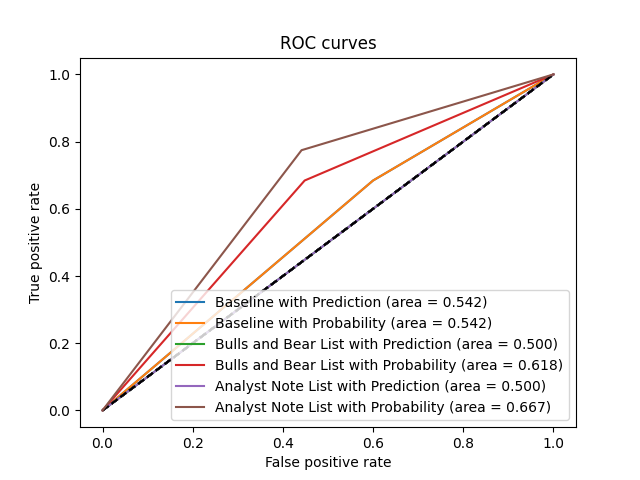 ROC curves
True positive rate
1.0
0.8
0.6
0.4
0.2
0.0
Baseline with Prediction (area = 0.542)
Baseline with Probability (area = 0.542)
Bulls and Bear List with Prediction (area = 0.500)
Bulls and Bear List with Probability (area = 0.618)
Analyst Note List with Prediction (area = 0.500)
Analyst Note List with Probability (area = 0.667)
0.0 0.2 0.4 0.6 0.8 1.0
False positive rate